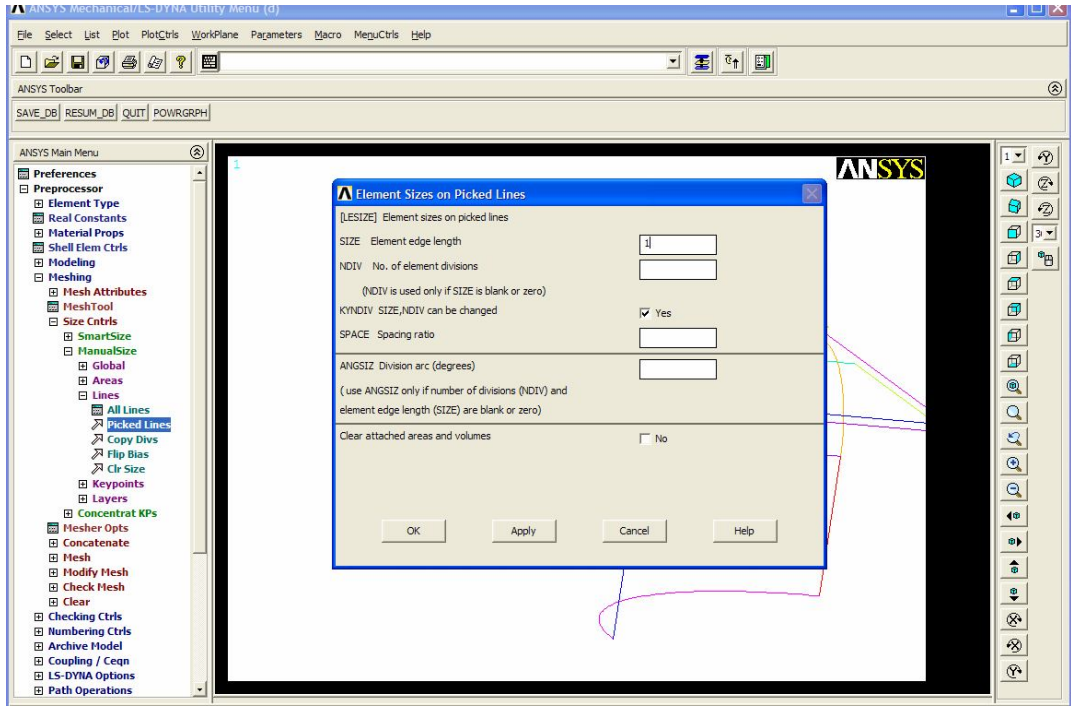 ANSYS Mechanical/LS-DYNA Utility Menu (d)
File Select List Plot PlotCtrls WorkPlane Parameters Macro MenuCtrls Help
ANSYS Toolbar
SAVE_DB RESUM_DB QUIT POWRGRPH
ANSYS Main Menu
Preferences
Preprocessor
Element Type
Real Constants
Material Props
Shell Elem Ctrls
Modeling
Meshing
Mesh Attributes
MeshTool
Size Cntrls
SmartSize
ManualSize
Global
Areas
Lines
All Lines
Picked Lines
Copy Divs
Flip Bias
Clr Size
Keypoints
Layers
Concentrat KPs
Mesher Opts
Concatenate
Mesh
Modify Mesh
Check Mesh
Clear
Checking Ctrls
Numbering Ctrls
Archive Model
Coupling / Ceqn
LS-DYNA Options
Path Operations
1
ANSYS
Element Sizes on Picked Lines
[LESIZE] Element sizes on picked lines
SIZE Element edge length 1
NDIV No. of element divisions
(NDIV is used only if SIZE is blank or zero)
KYNDIV SIZE,NDIV can be changed Yes
SPACE Spacing ratio
ANGSIZ Division arc (degrees)
( use ANGSIZ only if number of divisions (NDIV) and
element edge length (SIZE) are blank or zero)
Clear attached areas and volumes No
OK Apply Cancel Help
1